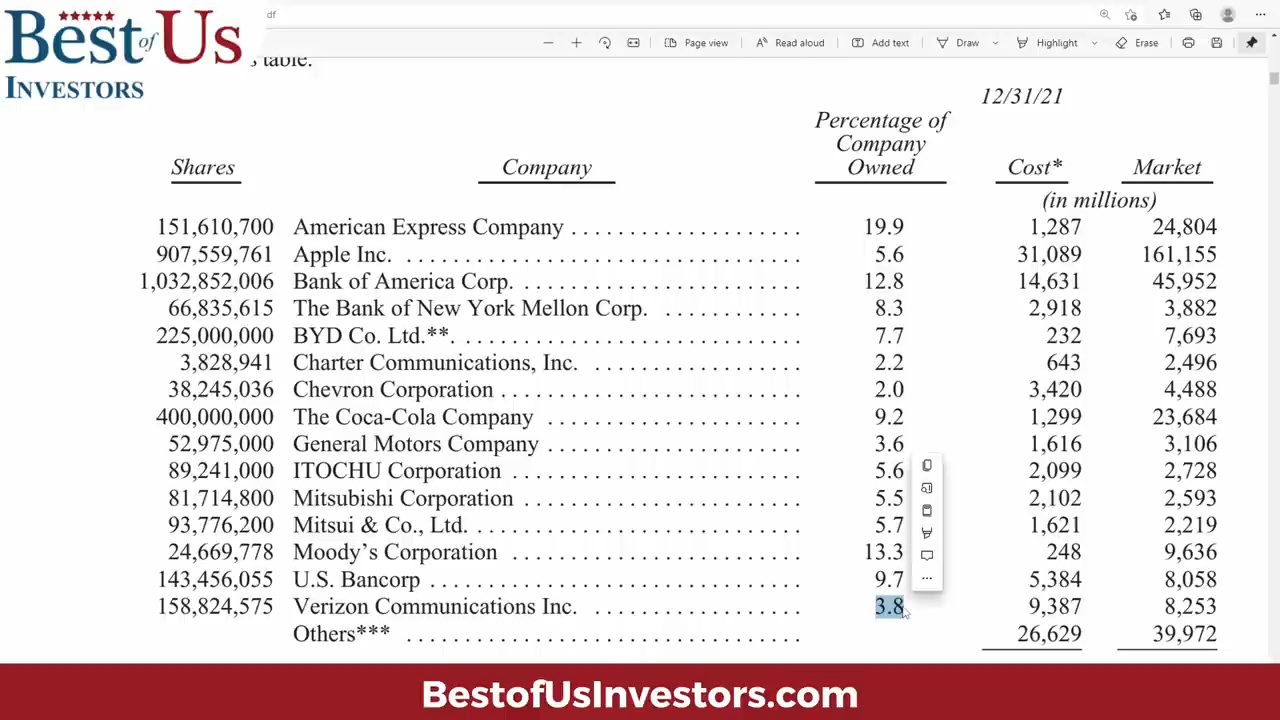 Best of Us
INVESTORS
df
Page view
Read aloud
Add text
Draw
Highlight
Erase
s table.
12/31/21
Percentage of
Company
Shares Company Owned Cost* Market
(in millions)
151,610,700 American Express Company . . . . . . . . . . . . . . . . . . . . 19.9 1,287 24,804
907,559,761 Apple Inc. . . . . . . . . . . . . . . . . . . . . . . . . . . . . . . . . . . 5.6 31,089 161,155
1,032,852,006 Bank of America Corp. . . . . . . . . . . . . . . . . . . . . . . . . 12.8 14,631 45,952
66,835,615 The Bank of New York Mellon Corp. . . . . . . . . . . . . 8.3 2,918 3,882
225,000,000 BYD Co. Ltd.**. . . . . . . . . . . . . . . . . . . . . . . . . . . . . . 7.7 232 7,693
3,828,941 Charter Communications, Inc. . . . . . . . . . . . . . . . . . . 2.2 643 2,496
38,245,036 Chevron Corporation . . . . . . . . . . . . . . . . . . . . . . . . . . 2.0 3,420 4,488
400,000,000 The Coca-Cola Company . . . . . . . . . . . . . . . . . . . . . . 9.2 1,299 23,684
52,975,000 General Motors Company . . . . . . . . . . . . . . . . . . . . . . 3.6 1,616 3,106
89,241,000 ITOCHU Corporation . . . . . . . . . . . . . . . . . . . . . . . . . 5.6 2,099 2,728
81,714,800 Mitsubishi Corporation . . . . . . . . . . . . . . . . . . . . . . . . 5.5 2,102 2,593
93,776,200 Mitsui & Co., Ltd. . . . . . . . . . . . . . . . . . . . . . . . . . . . . 5.7 1,621 2,219
24,669,778 Moody’s Corporation . . . . . . . . . . . . . . . . . . . . . . . . . 13.3 248 9,636
143,456,055 U.S. Bancorp . . . . . . . . . . . . . . . . . . . . . . . . . . . . . . . . 9.7 5,384 8,058
158,824,575 Verizon Communications Inc. . . . . . . . . . . . . . . . . . . 3.8 9,387 8,253
Others*** . . . . . . . . . . . . . . . . . . . . . . . . . . . . . . . . . . 26,629 39,972
BestofUsInvestors.com